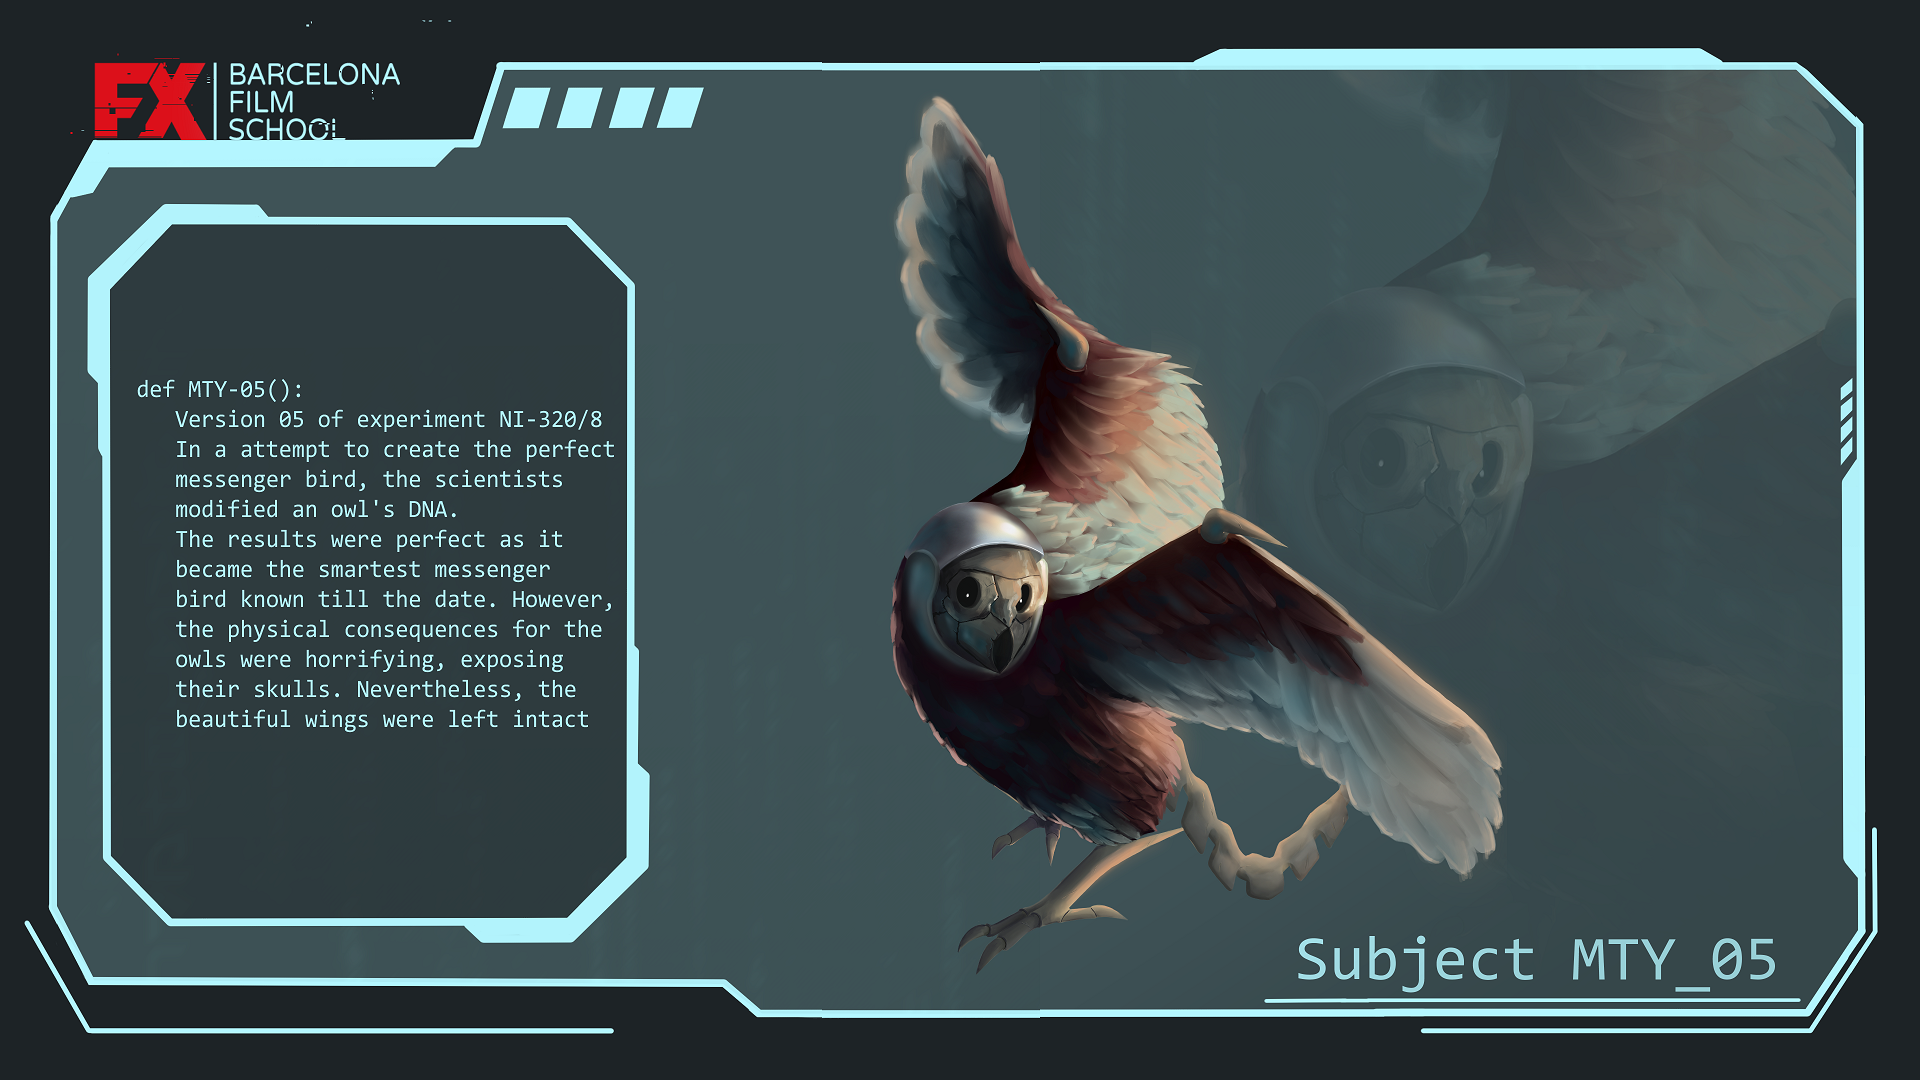 FX
BARCELONA
FILM
SCHOOL
def MTY-05():
Version 05 of experiment NI-320/8
In a attempt to create the perfect
messenger bird, the scientists
modified an owl's DNA.
The results were perfect as it
became the smartest messenger
bird known till the date. However,
the physical consequences for the
owls were horrifying, exposing
their skulls. Nevertheless, the
beautiful wings were left intact
Subject MTY_05